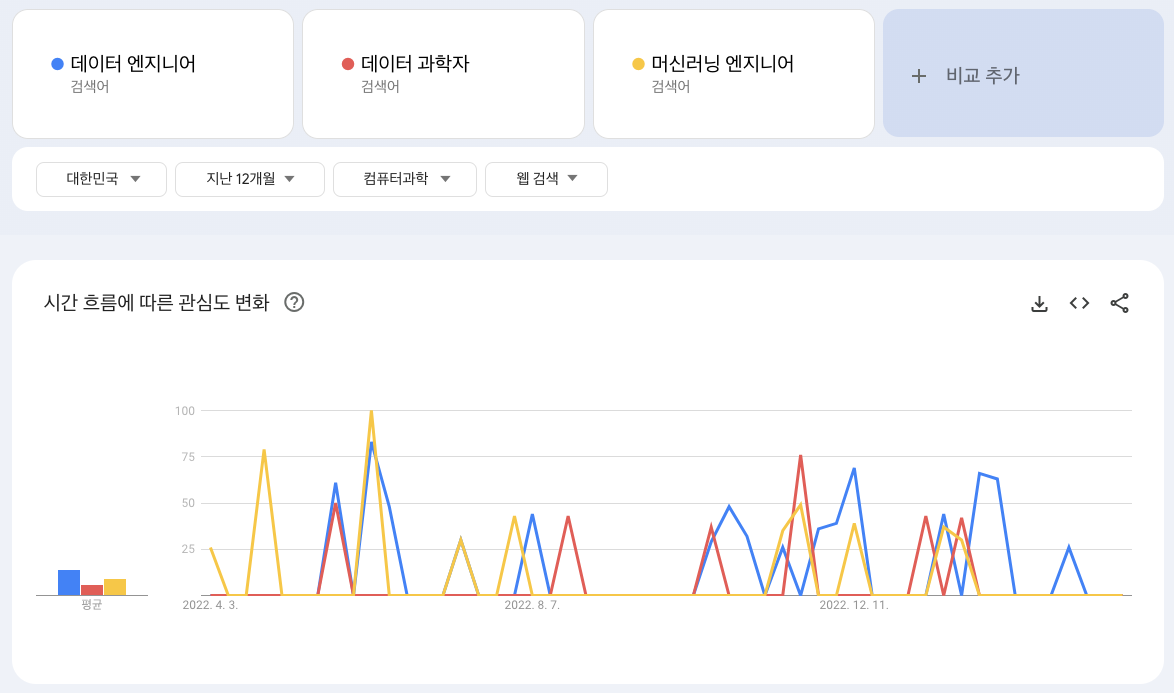 데이터 엔지니어
검색어
데이터 과학자
검색어
머신러닝 엔지니어
검색어
+ 비교 추가
대한민국
지난 12개월
컴퓨터과학
웹 검색
시간 흐름에 따른 관심도 변화
100
75
50
25
평균
2022. 4. 3.
2022. 8. 7.
2022. 12. 11.